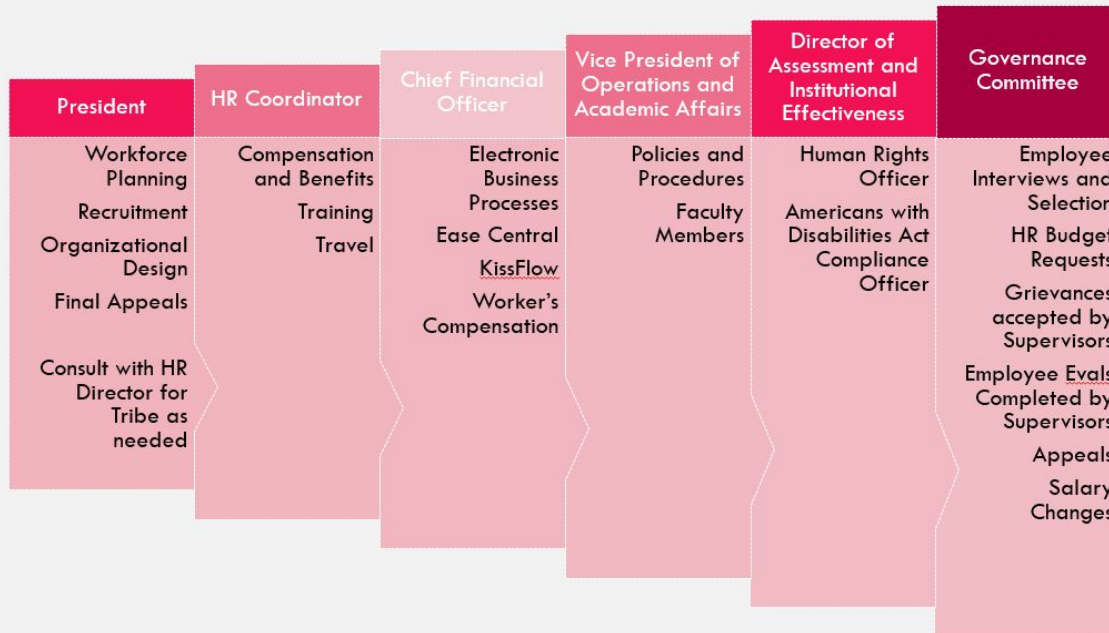 President
Workforce
Planning
Recruitment
Organizational
Design
Final Appeals
Consult with HR
Director for
Tribe as
needed
HR Coordinator
Compensation
and Benefits
Training
Travel
Chief Financial
Officer
Electronic
Business
Processes
Ease Central
KissFlow
Worker's
Compensation
Vice President of
Operations and
Academic Affairs
Policies and
Procedures
Faculty
Members
Director of
Assessment and
Institutional
Effectiveness
Human Rights
Officer
Americans with
Disabilities Act
Compliance
Officer
Governance
Committee
Employee
Interviews and
Selection
HR Budget
Requests
Grievances
accepted by
Supervisors
Employee Evals
Completed by
Supervisors
Appeals
Salary
Changes